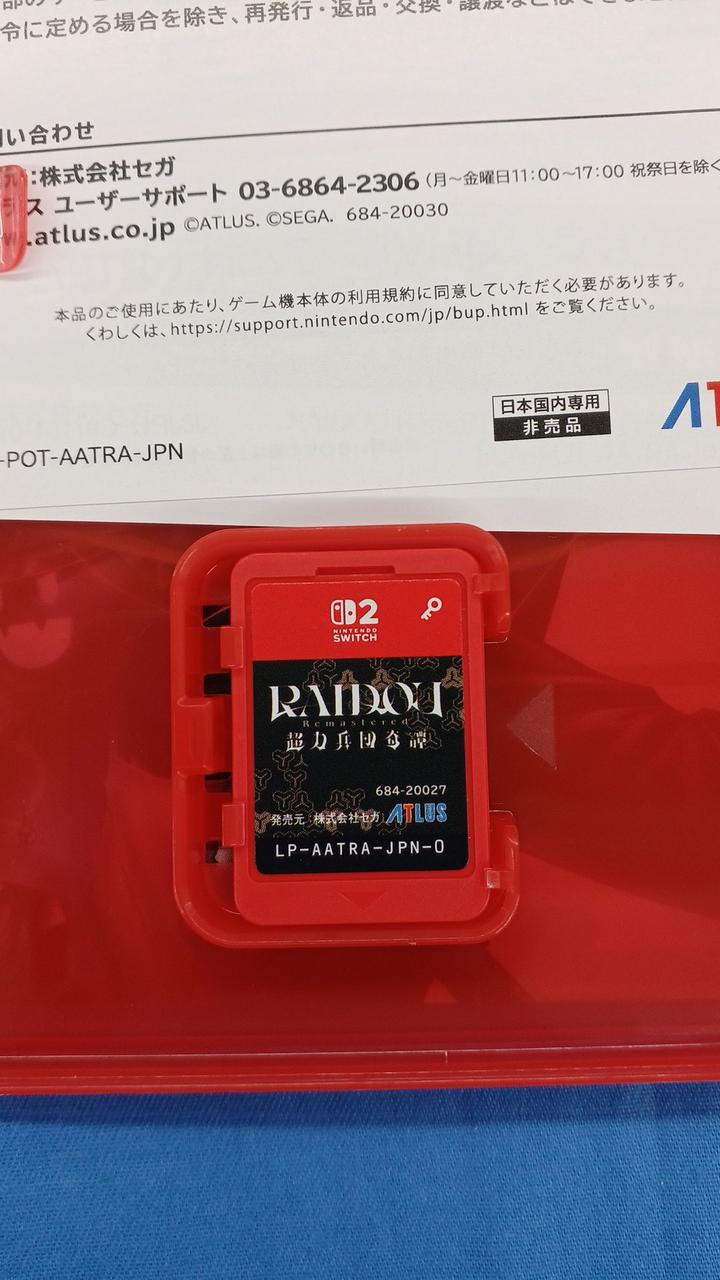 令に定める場合を除き、再発行・返品・交換・譲渡など
い合わせ
元:株式会社セガ
ス ユーザーサポート 03-6864-2306(月~金曜日11:00~17:00 祝祭日を除く
.atlus.co.jp ©ATLUS. ©SEGA. 684-20030
本品のご使用にあたり、ゲーム機本体の利用規約に同意していただく必要があります。
くわしくは、https://support.nintendo.com/jp/bup.html をご覧ください。
日本国内専用
非売品
-POT-AATRA-JPN
2
NINTENDO
SWITCH
RAIDOU
Remastered
超力兵団奇譚
684-20027
発売元 株式会社セガ ATLUS
LP-AATRA-JPN-0